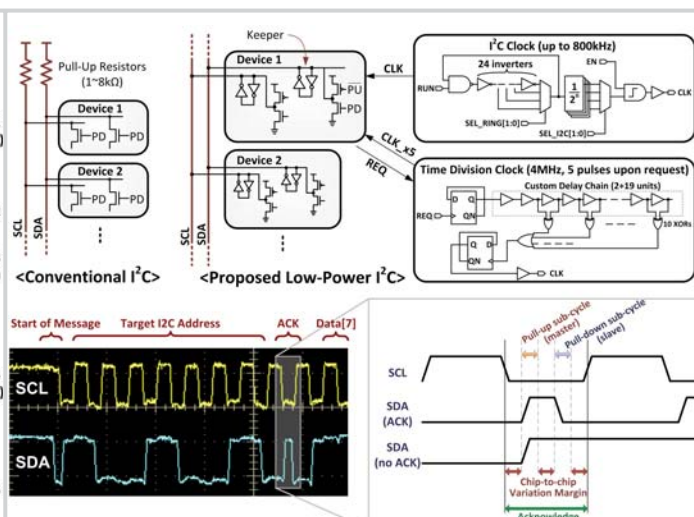 Keeper
Pull-Up Resistors
(1~8kΩ)
Device 1
PD
PD
Device 2
PD
PD
SCL
SDA
<Conventional I²C>
Device 1
PU
PD
Device 2
SCL
SDA
<Proposed Low-Power I²C>
CLK
CLK_x5
REQ
I²C Clock (up to 800kHz)
24 inverters
EN
RUN
CLK
1
2ⁿ
SEL_RING[1:0]
SEL_I2C[1:0]
Time Division Clock (4MHz, 5 pulses upon request)
Custom Delay Chain (2+19 units)
D Q
QN
REQ
10 XORs
Q D
QN
CLK
Start of Message
Target I2C Address
ACK
Data[7]
SCL
SDA
Pull-up sub-cycle
(master)
Pull-down sub-cycle
(slave)
SCL
SDA
(ACK)
SDA
(no ACK)
Chip-to-chip
Variation Margin
Acknowledge